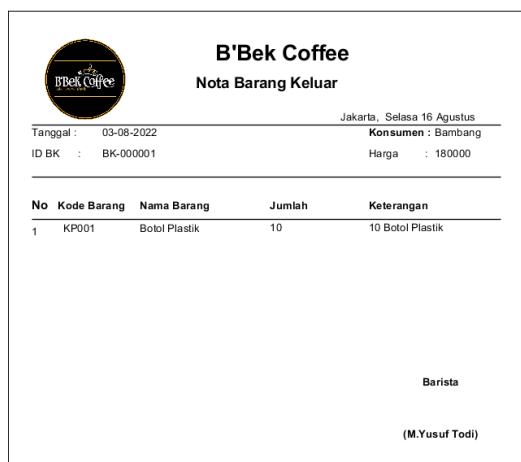 B'Bek Coffee
B'Bek Coffee
Nota Barang Keluar
Jakarta, Selasa 16 Agustus
Tanggal : 03-08-2022 Konsumen : Bambang
ID BK : BK-000001 Harga : 180000
No Kode Barang Nama Barang Jumlah Keterangan
1 KP001 Botol Plastik 10 10 Botol Plastik
Barista
(M.Yusuf Todi)